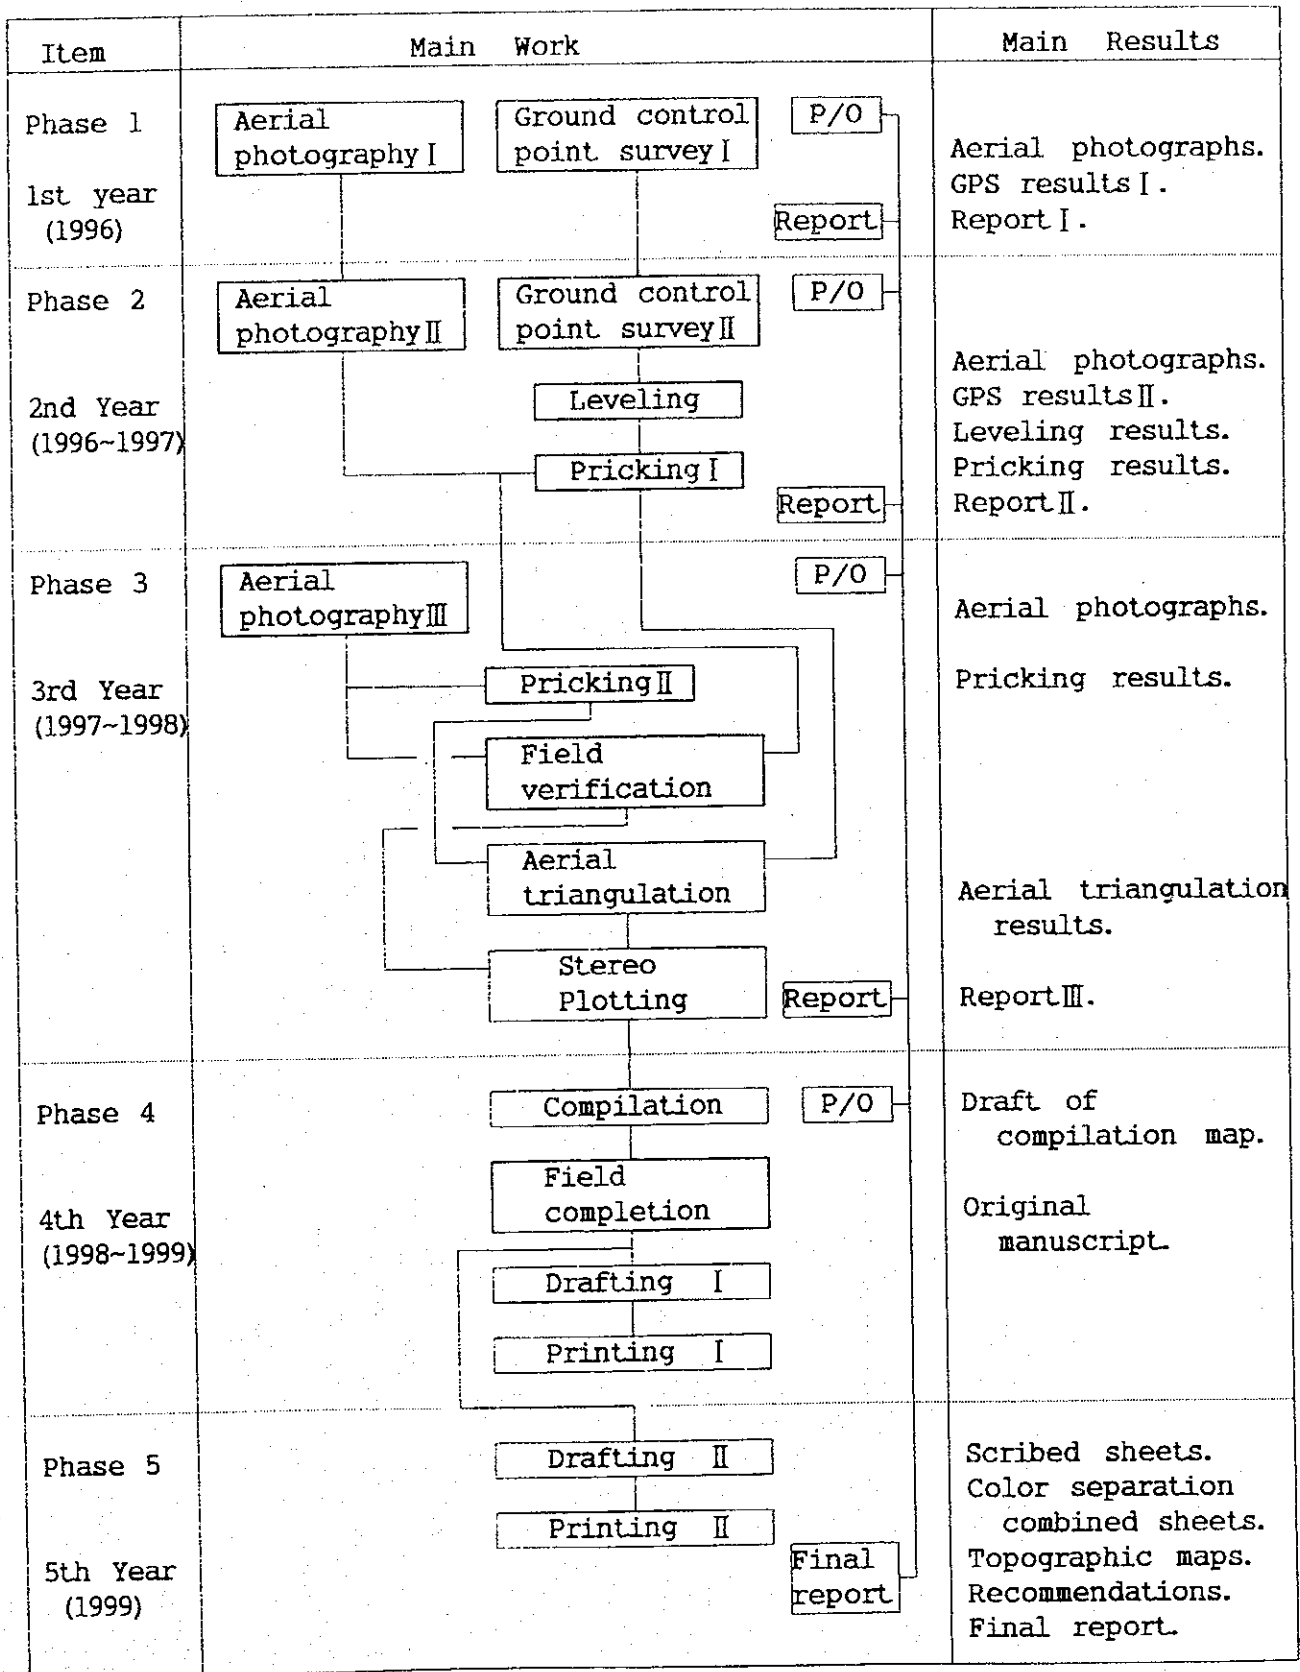 Item
Main Work
Main Results
Phase 1
1st year
(1996)
Aerial
photography Ⅰ
Ground control
point survey Ⅰ
P/O
Report
Aerial photographs.
GPS results Ⅰ.
Report Ⅰ.
Phase 2
2nd Year
(1996~1997)
Aerial
photography Ⅱ
Ground control
point survey Ⅱ
Leveling
Pricking Ⅰ
P/O
Report
Aerial photographs.
GPS results Ⅱ.
Leveling results.
Pricking results.
Report Ⅱ.
Phase 3
3rd Year
(1997~1998)
Aerial
photography Ⅲ
P/O
Pricking Ⅱ
Field
verification
Aerial
triangulation
Stereo
Plotting
Report
Aerial photographs.
Pricking results.
Aerial triangulation
results.
Report Ⅲ.
Phase 4
4th Year
(1998~1999)
Compilation
P/O
Field
completion
Drafting Ⅰ
Printing Ⅰ
Draft of
compilation map.
Original
manuscript.
Phase 5
5th Year
(1999)
Drafting Ⅱ
Printing Ⅱ
Final
report
Scribed sheets.
Color separation
combined sheets.
Topographic maps.
Recommendations.
Final report.